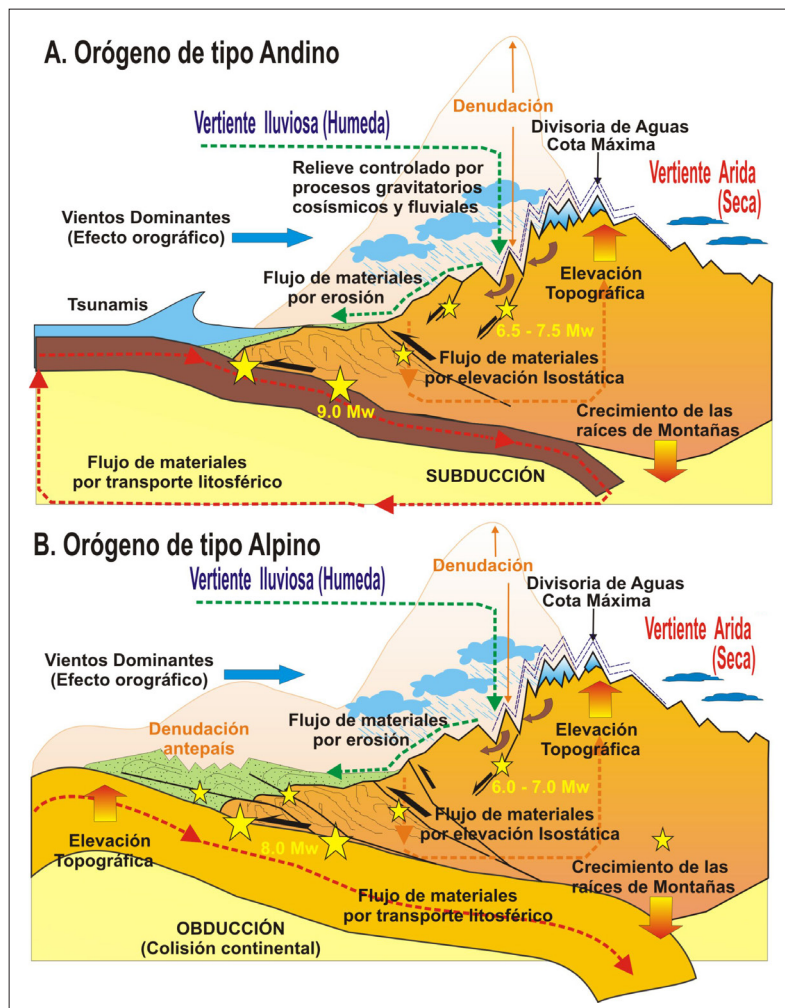 A. Orógeno de tipo Andino
Denudación
Vertiente lluviosa (Humeda)
Divisoria de Aguas
Cota Máxima
Relieve controlado por
procesos gravitatorios
cosísmicos y fluviales
Vertiente Arida
(Seca)
Vientos Dominantes
(Efecto orográfico)
Flujo de materiales
por erosión
Elevación
Topográfica
Tsunamis
6.5 - 7.5 Mw
Flujo de materiales
por elevación Isostática
9.0 Mw
Crecimiento de las
raíces de Montañas
Flujo de materiales
por transporte litosférico
SUBDUCCIÓN
B. Orógeno de tipo Alpino
Denudación
Vertiente lluviosa (Humeda)
Divisoria de Aguas
Cota Máxima
Vertiente Arida
(Seca)
Vientos Dominantes
(Efecto orográfico)
Flujo de materiales
por erosión
Denudación
antepaís
Elevación
Topográfica
6.0 - 7.0 Mw
Flujo de materiales
por elevación Isostática
Elevación
Topográfica
8.0 Mw
Crecimiento de las
raíces de Montañas
Flujo de materiales
por transporte litosférico
OBDUCCIÓN
(Colisión continental)